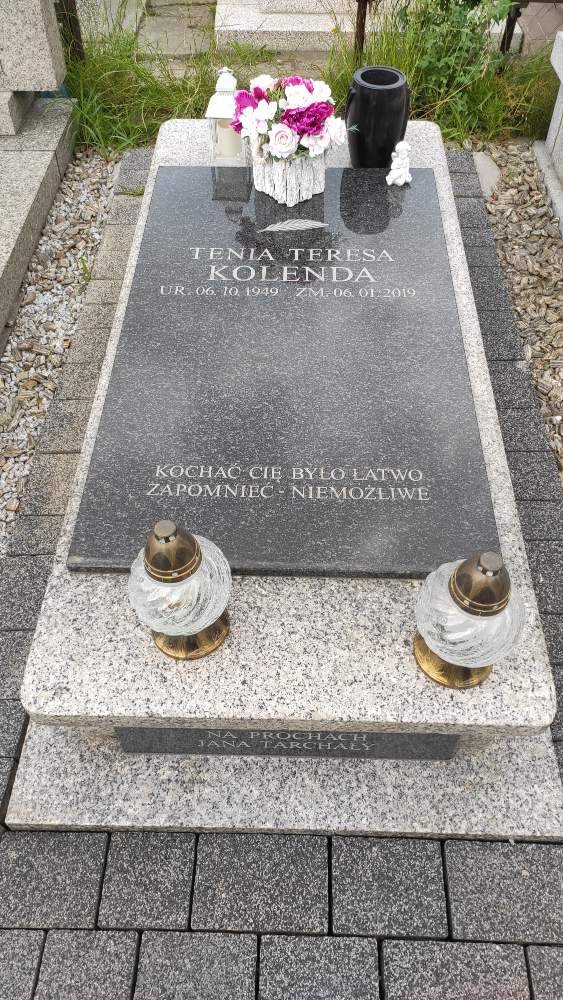 TENIA TERESA
KOLENDA
UR. 06.10.1949 ZM. 06.01.2019
KOCHAĆ CIĘ BYŁO ŁATWO
ZAPOMNIEĆ - NIEMOŻLIWE
NA PROCHACH
JANA TARCHAŁY